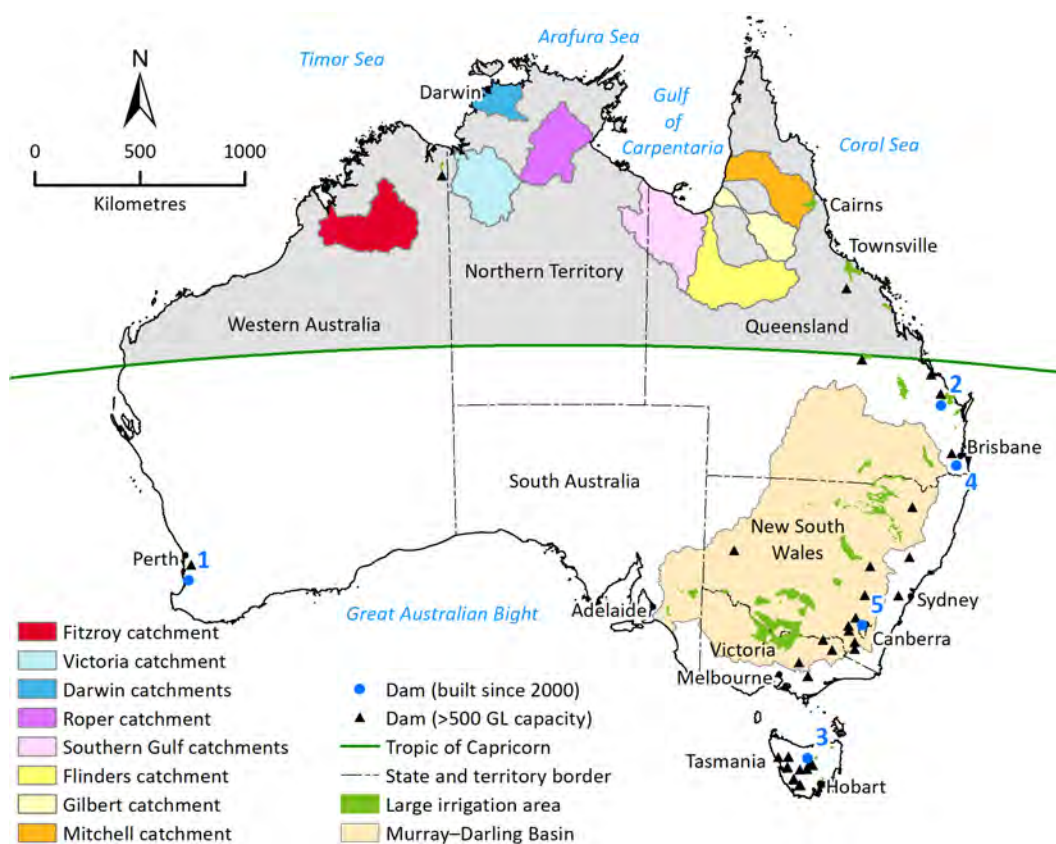 Arafura Sea
Timor Sea
N
Darwin
Gulf
of
Carpentaria
Coral Sea
0 500 1000
Kilometres
Cairns
Townsville
Northern Territory
Western Australia
Queensland
2
Brisbane
4
South Australia
New South
Wales
Perth
1
Great Australian Bight
Adelaide
Sydney
5
Canberra
Victoria
Melbourne
3
Tasmania
Hobart
Fitzroy catchment
Victoria catchment
Darwin catchments
Roper catchment
Southern Gulf catchments
Flinders catchment
Gilbert catchment
Mitchell catchment
Dam (built since 2000)
Dam (>500 GL capacity)
Tropic of Capricorn
State and territory border
Large irrigation area
Murray–Darling Basin